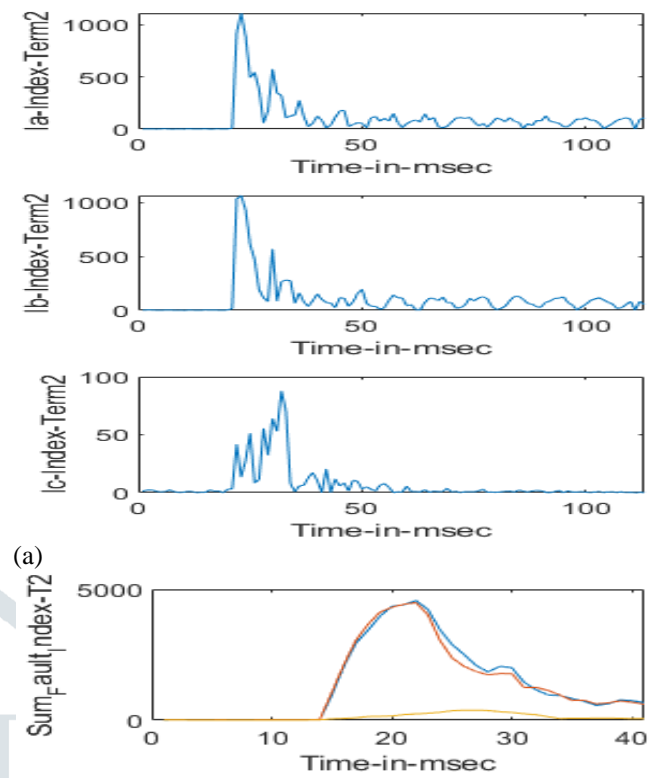 1000
500
0
Ia-Index-Term2
0 50 100
Time-in-msec
1000
500
0
Ib-Index-Term2
0 50 100
Time-in-msec
100
50
0
Ic-Index-Term2
0 50 100
Time-in-msec
(a)
5000
0
Sum_Fault_Index-T2
0 10 20 30 40
Time-in-msec